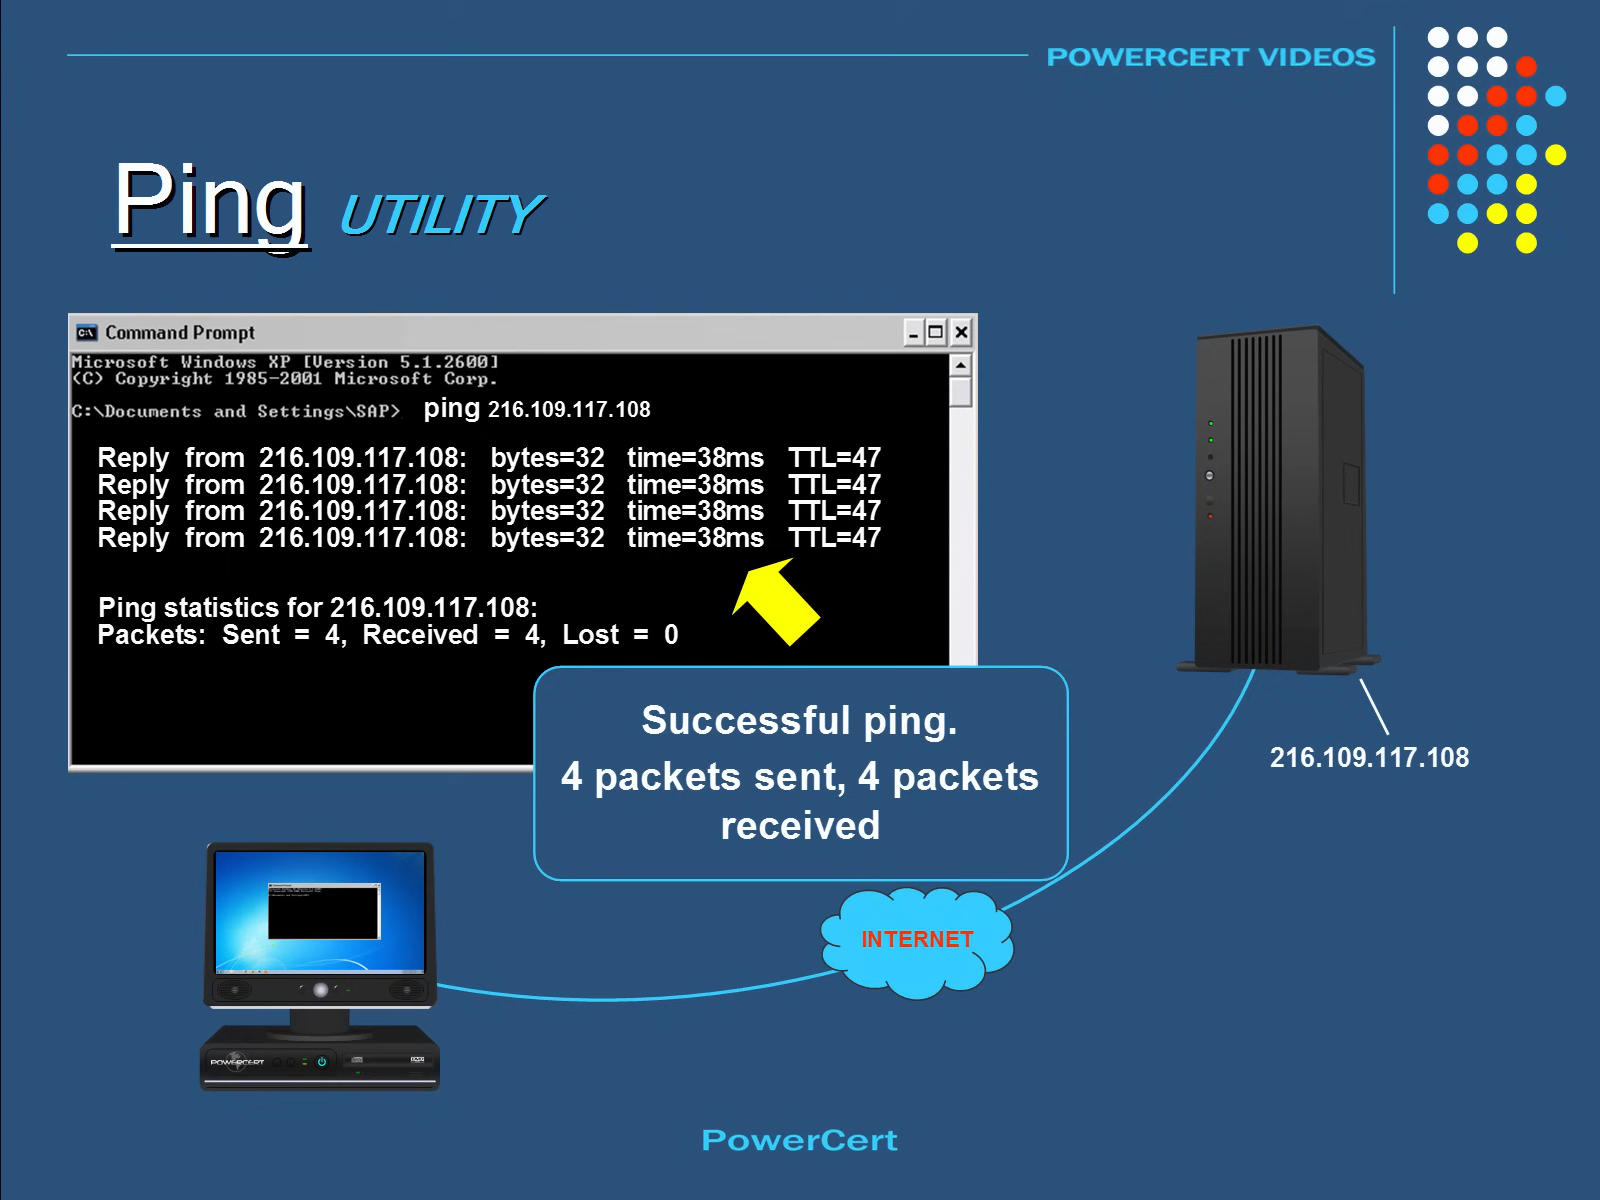 POWERCERT VIDEOS
Ping UTILITY
C:\ Command Prompt
Microsoft Windows XP [Version 5.1.2600]
(C) Copyright 1985-2001 Microsoft Corp.
C:\Documents and Settings\SAP> ping 216.109.117.108
Reply from 216.109.117.108: bytes=32 time=38ms TTL=47
Reply from 216.109.117.108: bytes=32 time=38ms TTL=47
Reply from 216.109.117.108: bytes=32 time=38ms TTL=47
Reply from 216.109.117.108: bytes=32 time=38ms TTL=47
Ping statistics for 216.109.117.108:
Packets: Sent = 4, Received = 4, Lost = 0
Successful ping.
4 packets sent, 4 packets
received
216.109.117.108
INTERNET
POWERCERT
PowerCert